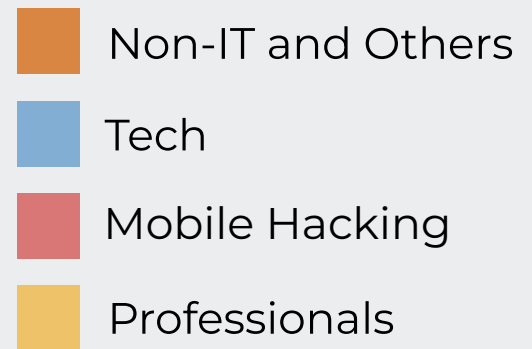 Non-IT and Others
Tech
Mobile Hacking
Professionals